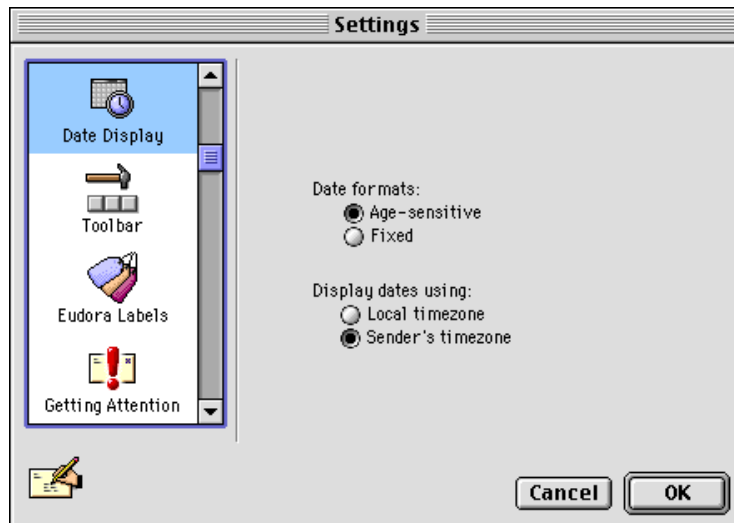 Settings
Date Display
Toolbar
Eudora Labels
Getting Attention
Date formats:
Age-sensitive
Fixed
Display dates using:
Local timezone
Sender's timezone
Cancel
OK